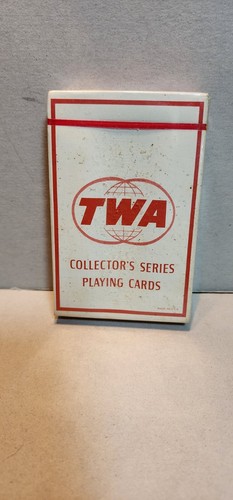 TWA
COLLECTOR'S SERIES
PLAYING CARDS